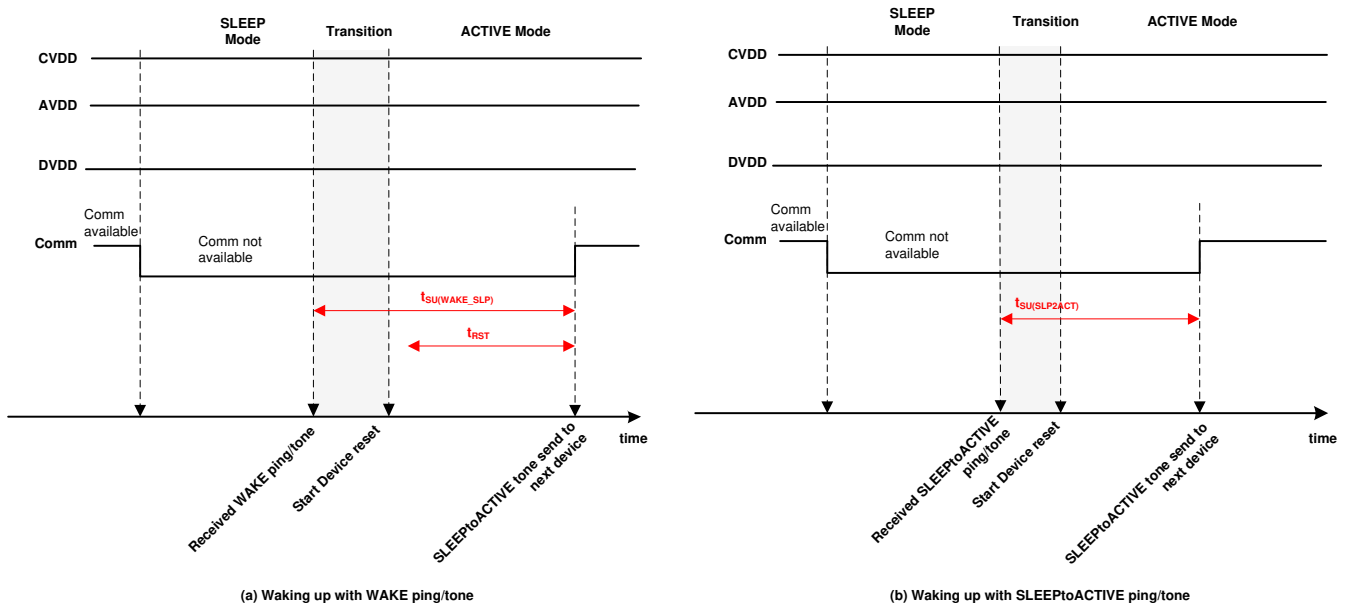 SLEEP
Mode
Transition
ACTIVE Mode
CVDD
AVDD
DVDD
Comm
available
Comm
Comm not
available
tSU(WAKE_SLP)
tRST
time
Received WAKE ping/tone
Start Device reset
SLEEPtoACTIVE tone send to
next device
(a) Waking up with WAKE ping/tone
SLEEP
Mode
Transition
ACTIVE Mode
CVDD
AVDD
DVDD
Comm
available
Comm
Comm not
available
tSU(SLP2ACT)
time
Received SLEEPtoACTIVE
ping/tone
Start Device reset
SLEEPtoACTIVE tone send to
next device
(b) Waking up with SLEEPtoACTIVE ping/tone